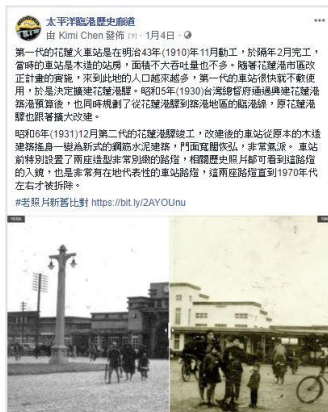 太平洋臨港歷史廊道
由 Kimi Chen 發佈 · 1月4日 ·
第一代的花蓮火車站是在明治43年(1910)年11月動工，於隔年2月完工，
當時的車站是木造的站房，面積不大吞吐量也不多。隨著花蓮港市區改
正計畫的實施，來到此地的人口越來越多，第一代的車站很快就不敷使
用，於是決定擴建花蓮港驛。昭和5年(1930)台灣總督府通過興建花蓮港
築港預算後，也同時規劃了從花蓮港驛到築港地區的臨港線，原花蓮港
驛也跟著擴大改建。
昭和6年(1931)12月第二代的花蓮港驛竣工，改建後的車站從原本的木造
建築搖身一變為新式的鋼筋水泥建築，門面寬闊恢弘，非常氣派。 車站
前特別設置了兩座造型非常別緻的路燈，相關歷史照片都可看到這路燈
的入鏡，也是非常有在地代表性的車站路燈，這兩座路燈直到1970年代
左右才被拆除。
#老照片新舊比對 https://bit.ly/2AYOUnu